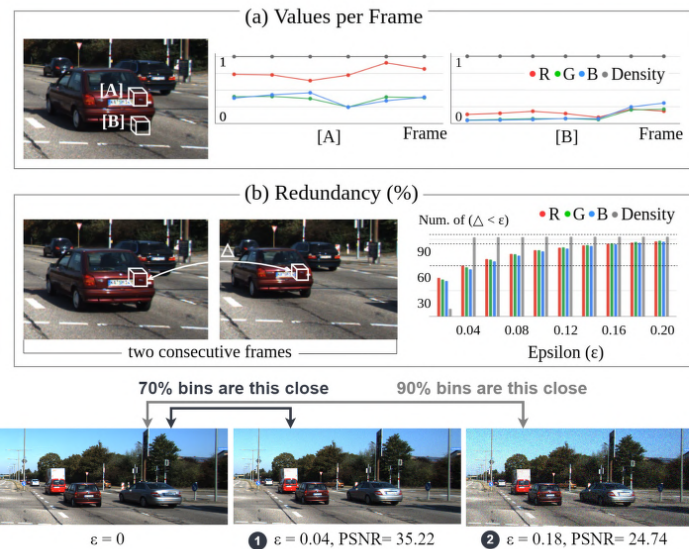 (a) Values per Frame
[A]
[B]
1
0
[A]
Frame
1
0
R G B Density
[B]
Frame
(b) Redundancy (%)
Δ
two consecutive frames
Num. of (Δ < ε)
R G B Density
90
60
30
0.04 0.08 0.12 0.16 0.20
Epsilon (ε)
70% bins are this close
90% bins are this close
ε = 0
1 ε = 0.04, PSNR= 35.22
2 ε = 0.18, PSNR= 24.74